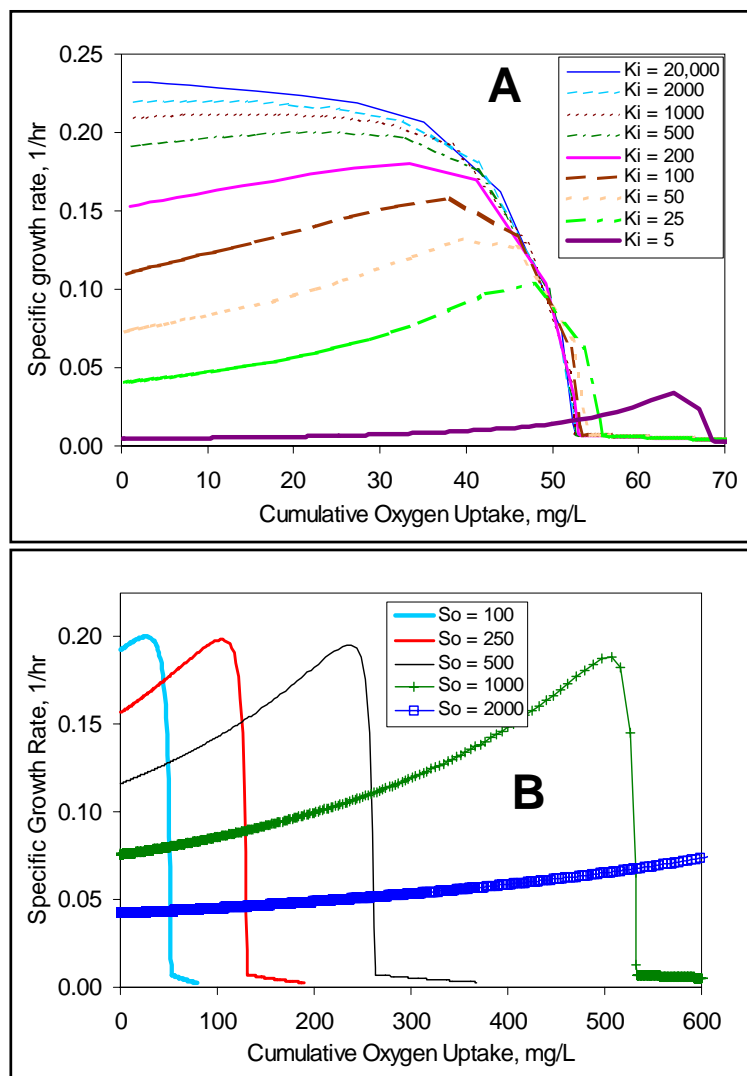 A
Specific growth rate, 1/hr
0.25
0.20
0.15
0.10
0.05
0.00
Ki = 20,000
Ki = 2000
Ki = 1000
Ki = 500
Ki = 200
Ki = 100
Ki = 50
Ki = 25
Ki = 5
0 10 20 30 40 50 60 70
Cumulative Oxygen Uptake, mg/L
B
Specific Growth Rate, 1/hr
0.20
0.15
0.10
0.05
0.00
So = 100
So = 250
So = 500
So = 1000
So = 2000
0 100 200 300 400 500 600
Cumulative Oxygen Uptake, mg/L